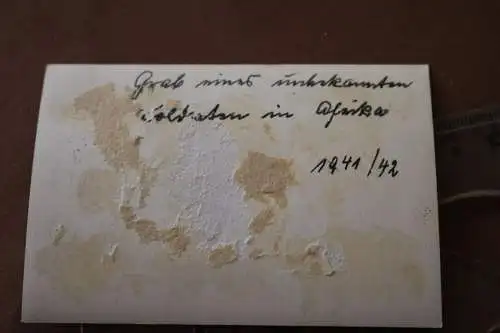 Grab eines unbekannten
Soldaten in Afrika
1941/42